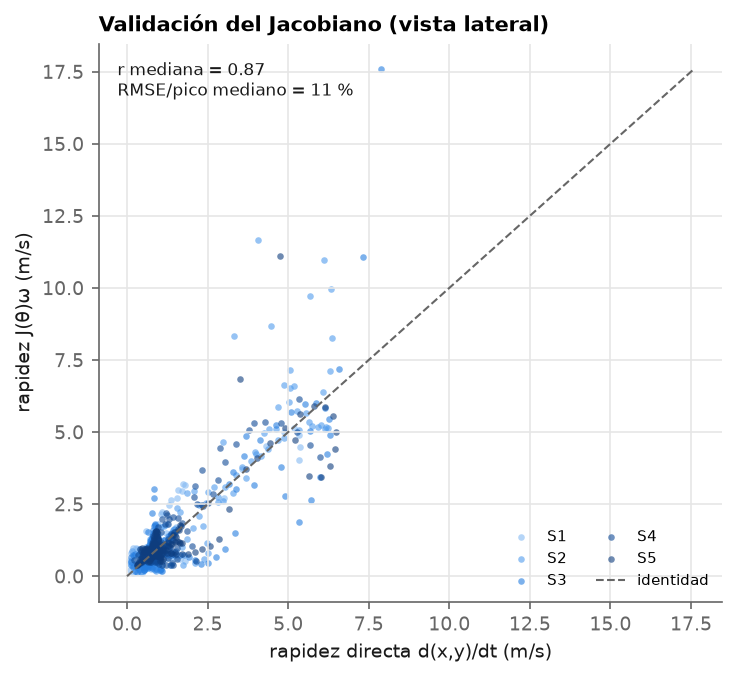 Validación del Jacobiano (vista lateral)
r mediana = 0.87
RMSE/pico mediano = 11 %
17.5
15.0
12.5
10.0
7.5
5.0
2.5
0.0
rapidez J(θ)ω (m/s)
S1
S2
S3
S4
S5
identidad
0.0 2.5 5.0 7.5 10.0 12.5 15.0 17.5
rapidez directa d(x,y)/dt (m/s)